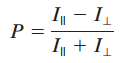 P = (I∥ − I⊥) / (I∥ + I⊥)